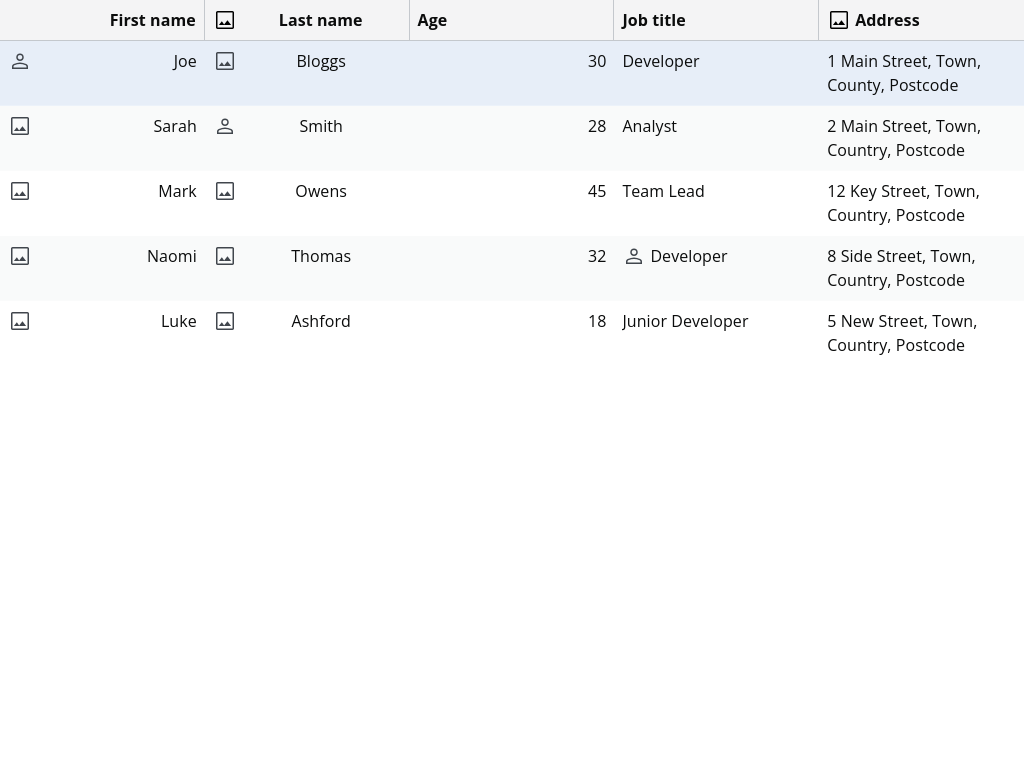 First name Last name Age Job title Address
Joe Bloggs 30 Developer 1 Main Street, Town,
County, Postcode
Sarah Smith 28 Analyst 2 Main Street, Town,
Country, Postcode
Mark Owens 45 Team Lead 12 Key Street, Town,
Country, Postcode
Naomi Thomas 32 Developer 8 Side Street, Town,
Country, Postcode
Luke Ashford 18 Junior Developer 5 New Street, Town,
Country, Postcode